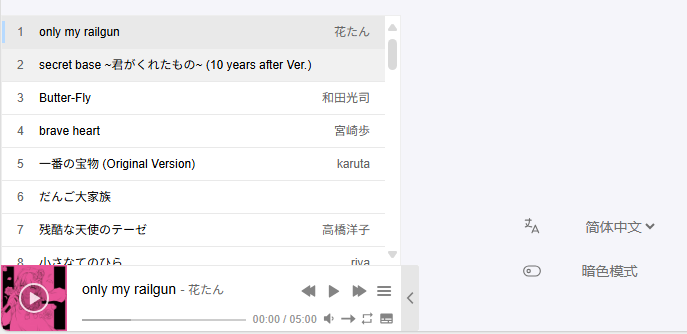 1 only my railgun 花たん
2 secret base ~君がくれたもの~ (10 years after Ver.)
3 Butter-Fly 和田光司
4 brave heart 宮崎歩
5 一番の宝物 (Original Version) karuta
6 だんご大家族
7 残酷な天使のテーゼ 高橋洋子
8 小さなてのひら riya
only my railgun - 花たん
00:00 / 05:00
简体中文
暗色模式